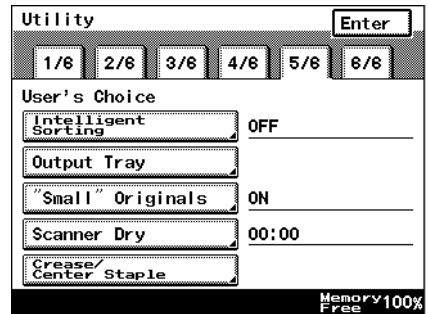 Utility
Enter
1/6 2/6 3/6 4/6 5/6 6/6
User's Choice
Intelligent
Sorting
OFF
Output Tray
"Small" Originals
ON
Scanner Dry
00:00
Crease/
Center Staple
Memory
Free 100%